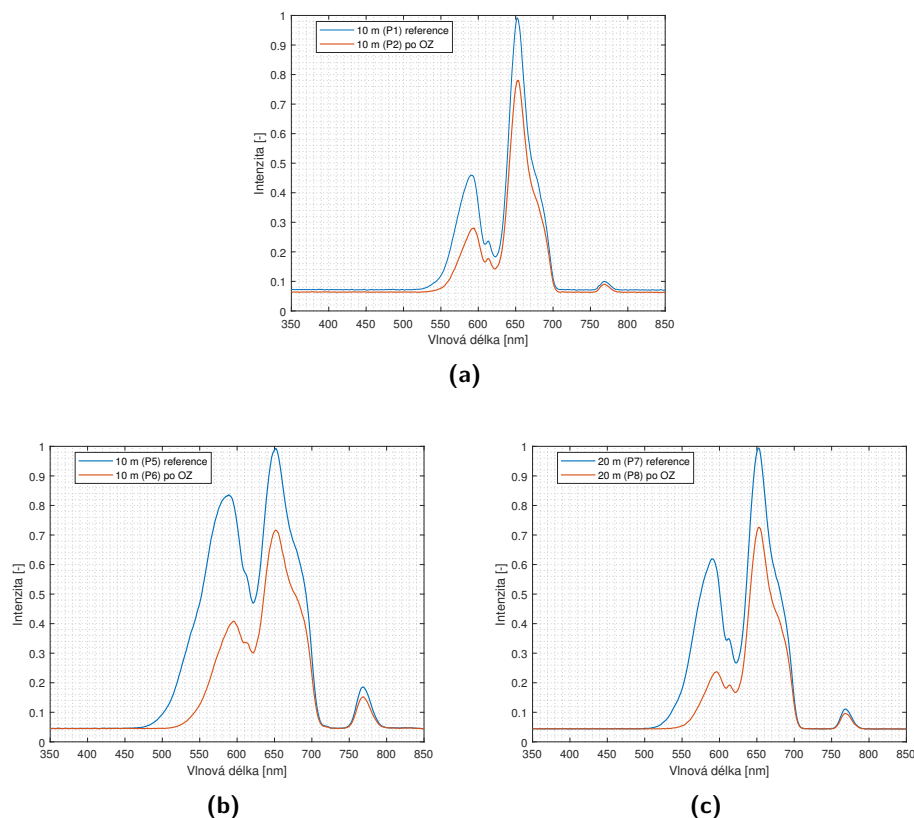 10 m (P1) reference
10 m (P2) po OZ
Intenzita [-]
1
0.9
0.8
0.7
0.6
0.5
0.4
0.3
0.2
0.1
0
350 400 450 500 550 600 650 700 750 800 850
Vlnová délka [nm]
(a)
10 m (P5) reference
10 m (P6) po OZ
Intenzita [-]
1
0.9
0.8
0.7
0.6
0.5
0.4
0.3
0.2
0.1
0
350 400 450 500 550 600 650 700 750 800 850
Vlnová délka [nm]
(b)
20 m (P7) reference
20 m (P8) po OZ
Intenzita [-]
1
0.9
0.8
0.7
0.6
0.5
0.4
0.3
0.2
0.1
0
350 400 450 500 550 600 650 700 750 800 850
Vlnová délka [nm]
(c)